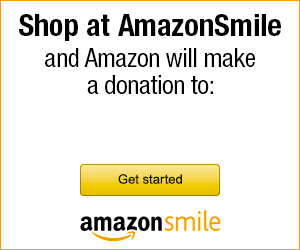 Shop at AmazonSmile
and Amazon will make
a donation to:
Get started
amazonsmile